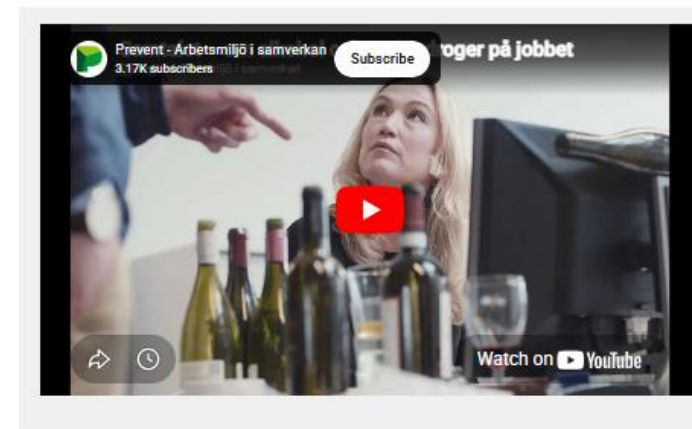 Prevent - Arbetsmiljö i samverkan
3.17K subscribers
Subscribe
roger på jobbet
Watch on YouTube